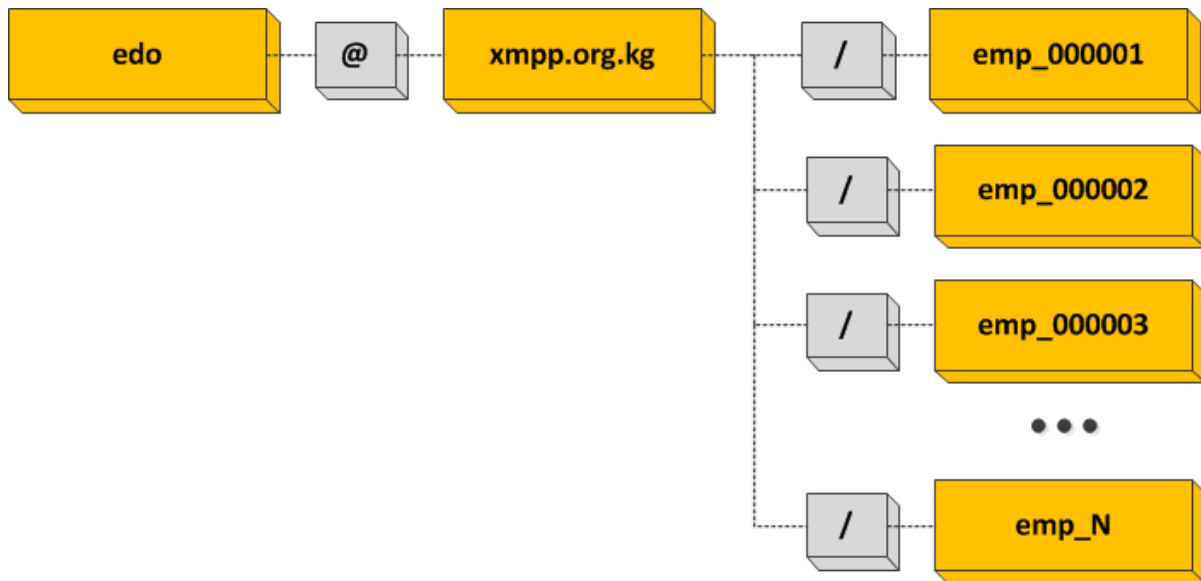 edo @ xmpp.org.kg / emp_000001
/ emp_000002
/ emp_000003
•••
/ emp_N